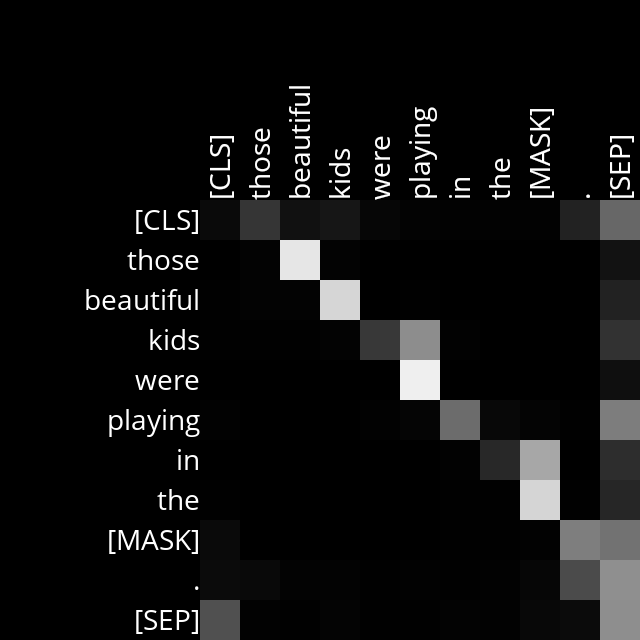 [CLS] those beautiful kids were playing in the [MASK] . [SEP]
[CLS]
those
beautiful
kids
were
playing
in
the
[MASK]
.
[SEP]